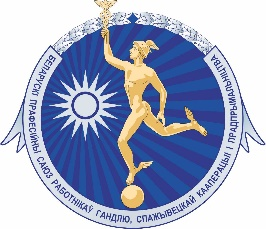 БЕЛАРУСКІ ПРАФЕСІЙНЫ САЮЗ РАБОТНІКАЎ ГАНДЛЮ, СПАЖЫВЕЦКАЙ КААПЕРАЦЫІ І ПРАДПРЫМАЛЬНІЦТВА